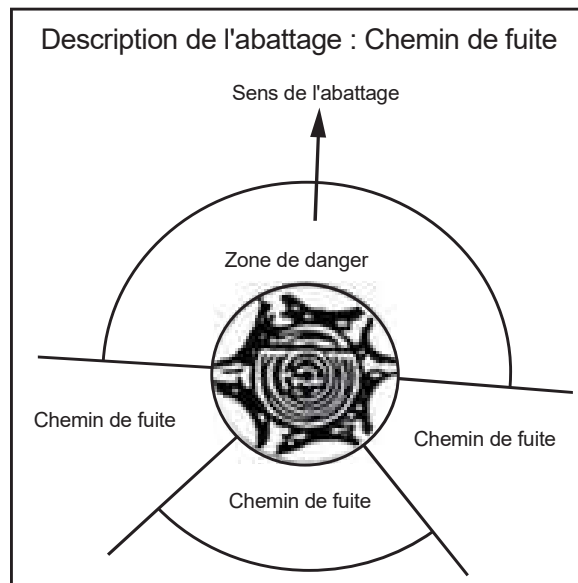 Description de l'abattage : Chemin de fuite
Sens de l'abattage
Zone de danger
Chemin de fuite
Chemin de fuite
Chemin de fuite